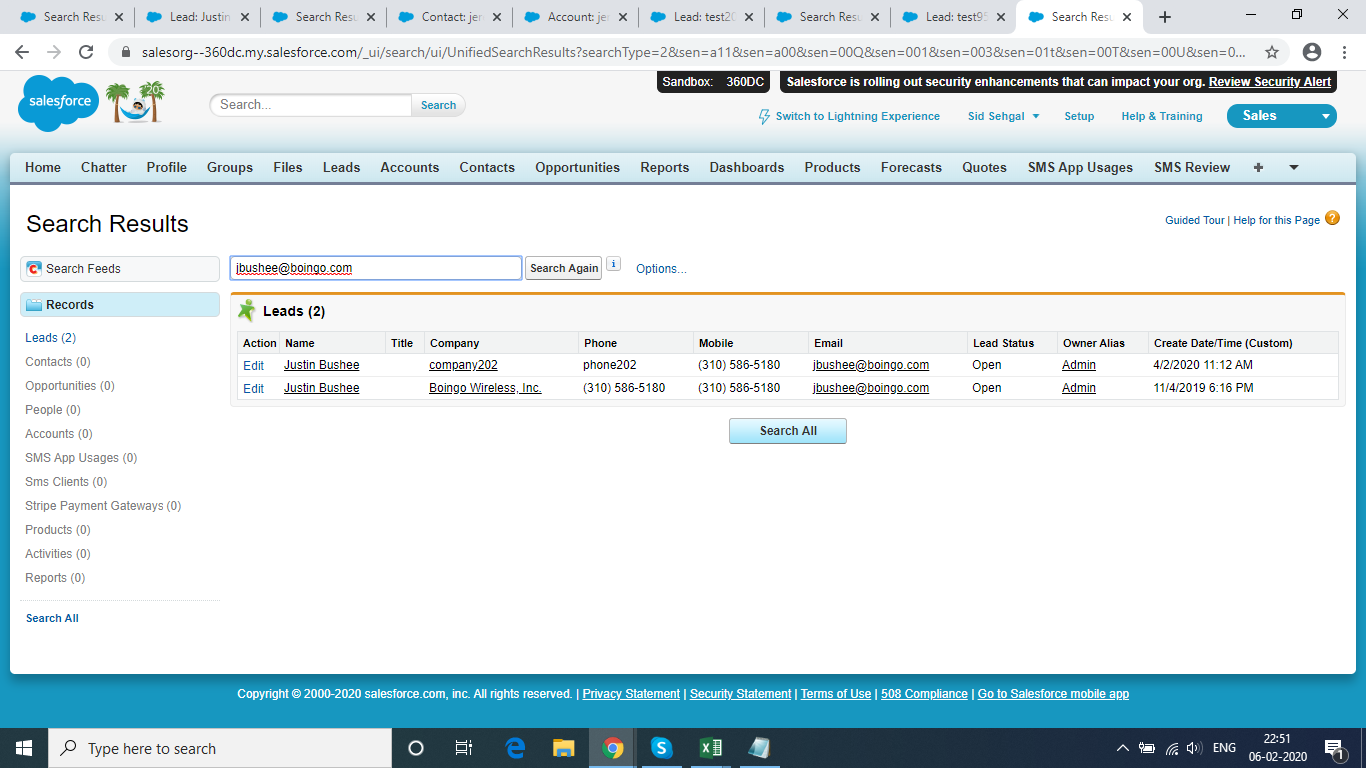 Search Resu
Lead: Justin
Search Resu
Contact: jer
Account: jer
Lead: test20
Search Resu
Lead: test95
Search Resu
salesorg--360dc.my.salesforce.com/_ui/search/ui/UnifiedSearchResults?searchType=2&sen=a11&sen=a00&sen=00Q&sen=001&sen=003&sen=01t&sen=00T&sen=00U&sen=0...
salesforce
20
Search...
Search
Sandbox: 360DC
Salesforce is rolling out security enhancements that can impact your org. Review Security Alert
Switch to Lightning Experience
Sid Sehgal
Setup
Help & Training
Sales
Home Chatter Profile Groups Files Leads Accounts Contacts Opportunities Reports Dashboards Products Forecasts Quotes SMS App Usages SMS Review
Search Results
Guided Tour | Help for this Page
Search Feeds
jbushee@boingo.com
Search Again
i
Options...
Records
Leads (2)
Contacts (0)
Opportunities (0)
People (0)
Accounts (0)
SMS App Usages (0)
Sms Clients (0)
Stripe Payment Gateways (0)
Products (0)
Activities (0)
Reports (0)
Search All
Leads (2)
Action Name Title Company Phone Mobile Email Lead Status Owner Alias Create Date/Time (Custom)
Edit Justin Bushee company202 phone202 (310) 586-5180 jbushee@boingo.com Open Admin 4/2/2020 11:12 AM
Edit Justin Bushee Boingo Wireless, Inc. (310) 586-5180 (310) 586-5180 jbushee@boingo.com Open Admin 11/4/2019 6:16 PM
Search All
Copyright © 2000-2020 salesforce.com, inc. All rights reserved. | Privacy Statement | Security Statement | Terms of Use | 508 Compliance | Go to Salesforce mobile app
Type here to search
ENG
22:51
06-02-2020
1